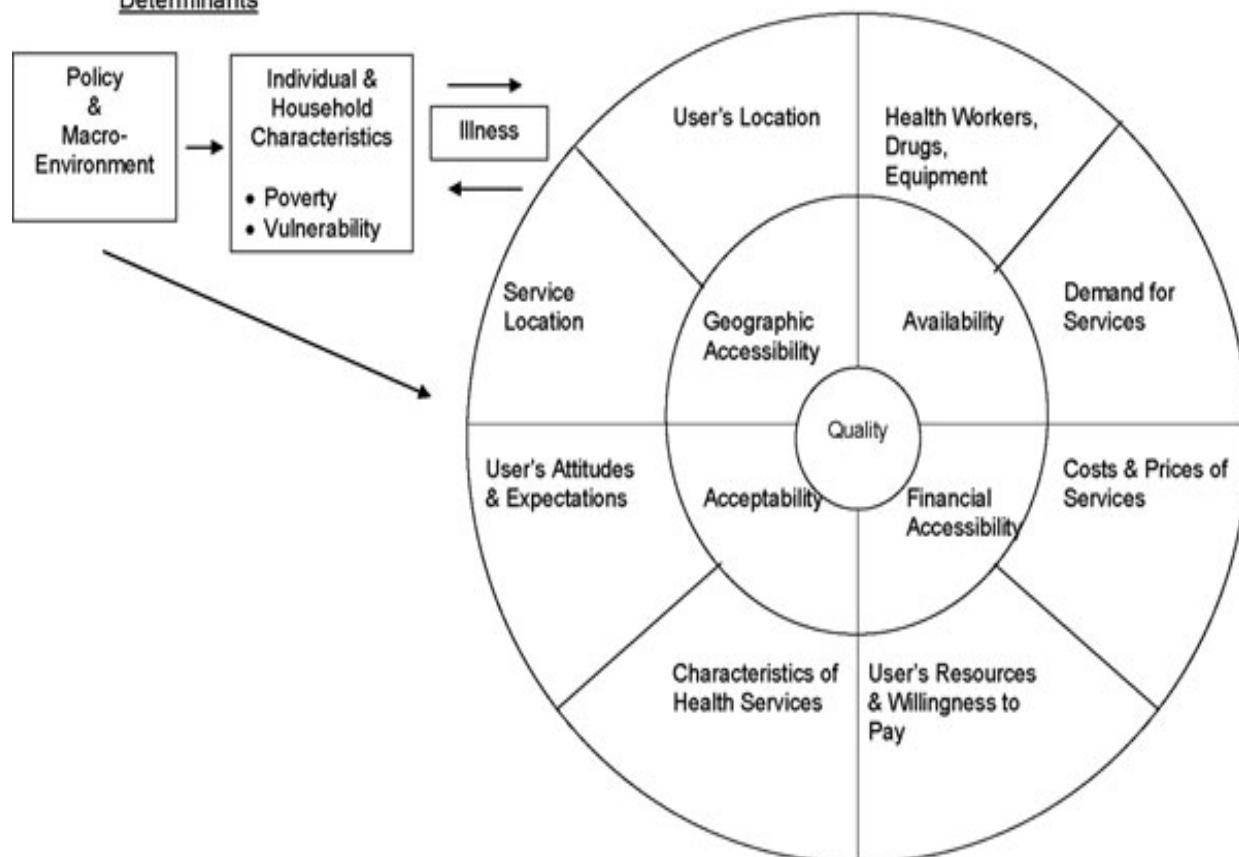 Determinants
Policy
&
Macro-
Environment
Individual &
Household
Characteristics
• Poverty
• Vulnerability
Illness
User's Location
Health Workers,
Drugs,
Equipment
Service
Location
Geographic
Accessibility
Availability
Demand for
Services
Quality
User's Attitudes
& Expectations
Acceptability
Financial
Accessibility
Costs & Prices of
Services
Characteristics of
Health Services
User's Resources
& Willingness to
Pay